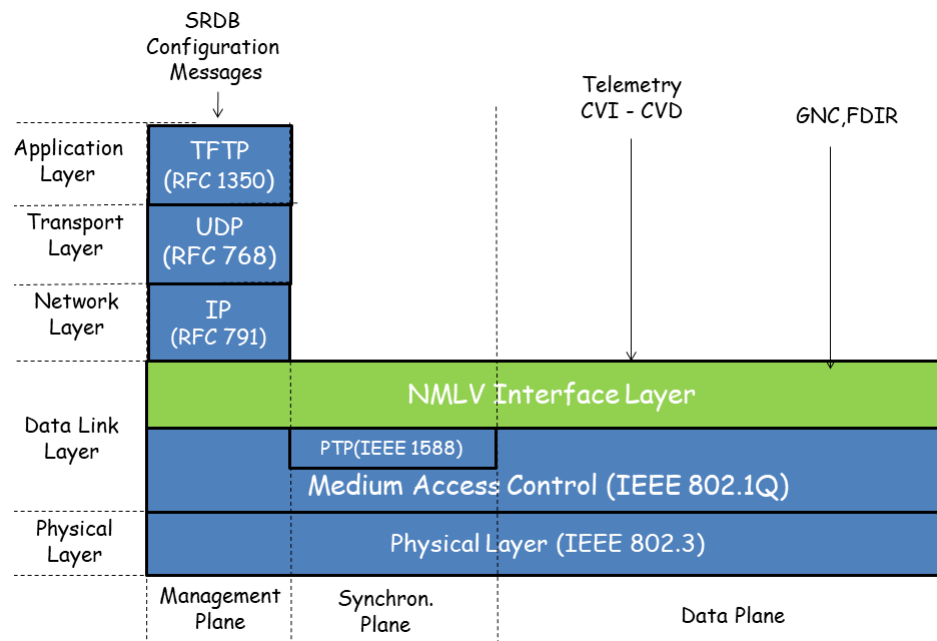 SRDB
Configuration
Messages
Telemetry
CVI - CVD
GNC,FDIR
Application
Layer
TFTP
(RFC 1350)
Transport
Layer
UDP
(RFC 768)
Network
Layer
IP
(RFC 791)
NMLV Interface Layer
Data Link
Layer
PTP(IEEE 1588)
Medium Access Control (IEEE 802.1Q)
Physical
Layer
Physical Layer (IEEE 802.3)
Management
Plane
Synchron.
Plane
Data Plane